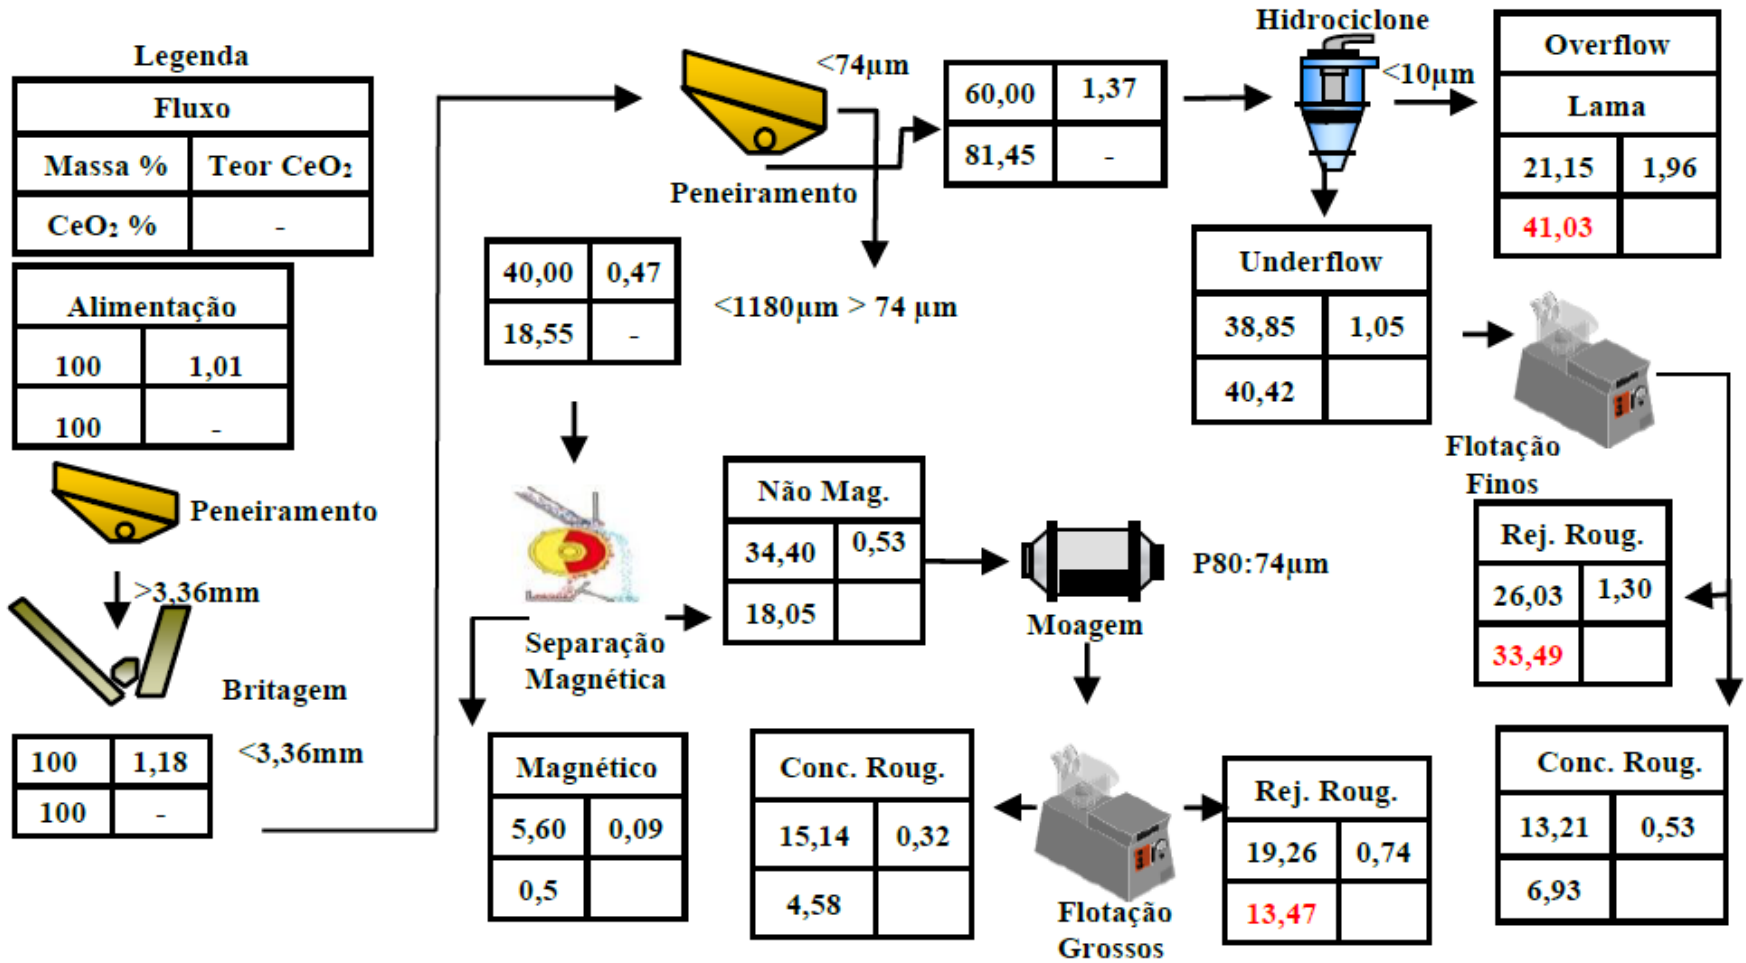 Legenda
Fluxo
Massa % Teor CeO₂
CeO₂ % -
Alimentação
100 1,01
100 -
Peneiramento
>3,36mm
Britagem
<3,36mm
100 1,18
100 -
<74µm
Peneiramento
<1180µm > 74 µm
60,00 1,37
81,45 -
Hidrociclone
<10µm
Overflow
Lama
21,15 1,96
41,03
Underflow
38,85 1,05
40,42
Flotação
Finos
Rej. Roug.
26,03 1,30
33,49
Conc. Roug.
13,21 0,53
6,93
40,00 0,47
18,55 -
Separação
Magnética
Não Mag.
34,40 0,53
18,05
Moagem
P80:74µm
Magnético
5,60 0,09
0,5
Conc. Roug.
15,14 0,32
4,58
Flotação
Grossos
Rej. Roug.
19,26 0,74
13,47